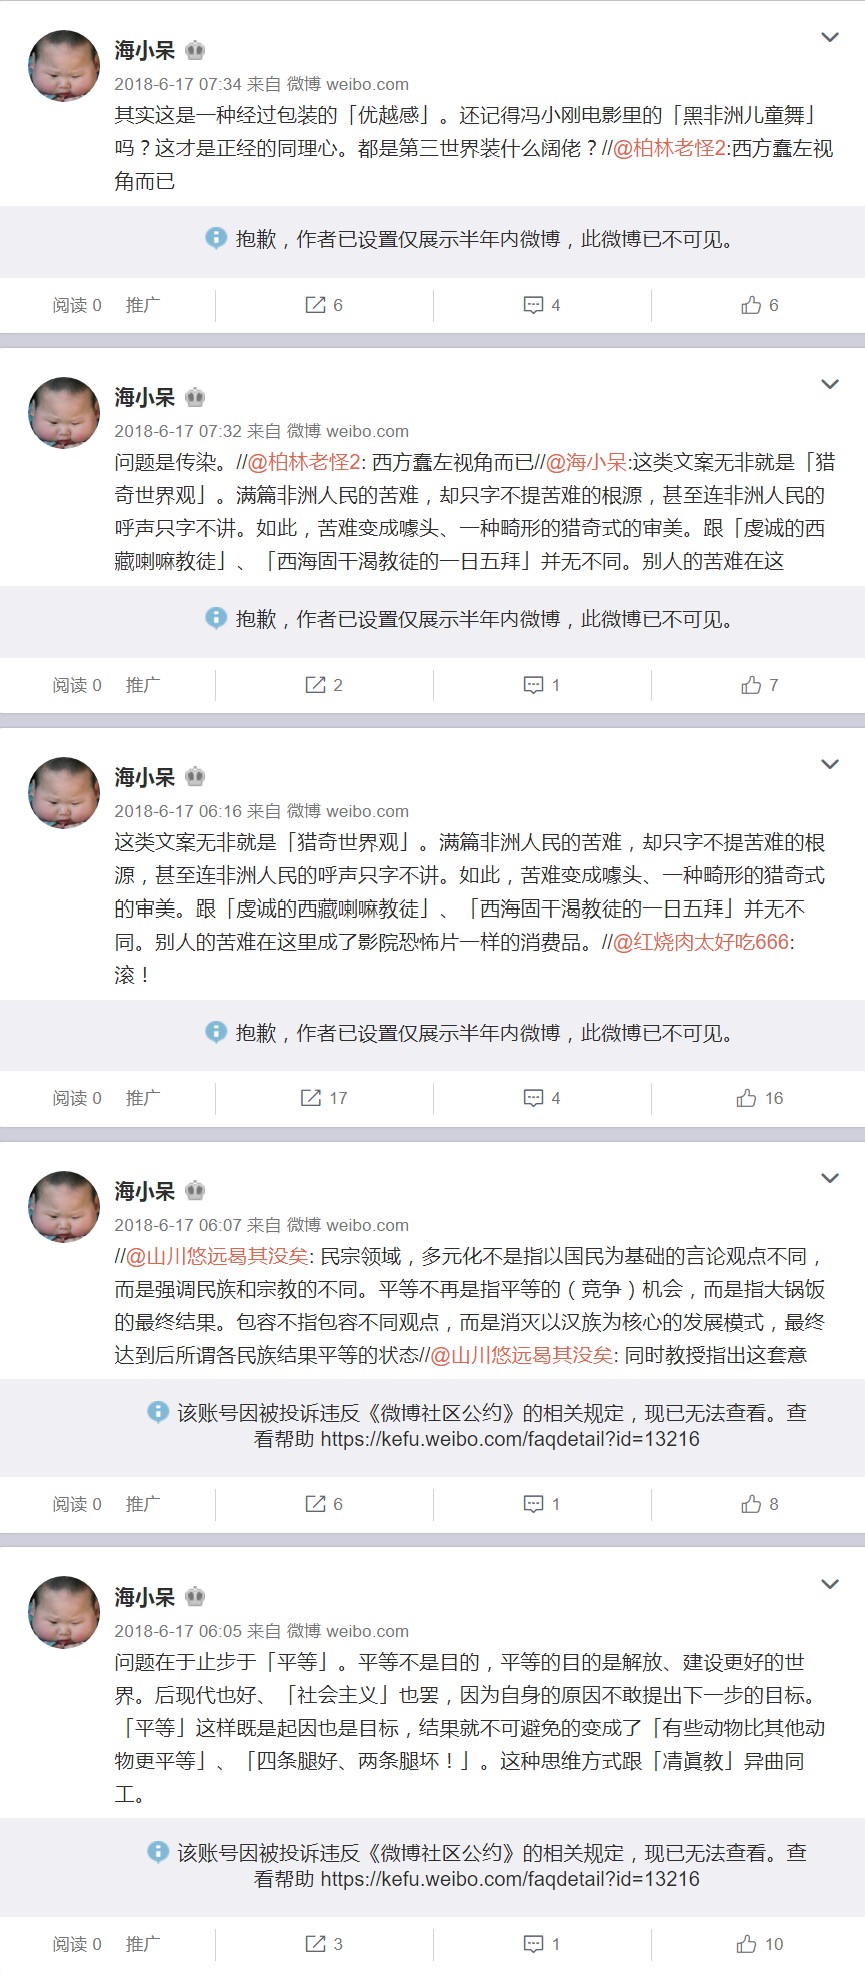 海小呆
2018-6-17 07:34 来自 微博 weibo.com
其实这是一种经过包装的「优越感」。还记得冯小刚电影里的「黑非洲儿童舞」
吗？这才是正经的同理心。都是第三世界装什么阔佬？//@柏林老怪2:西方蠢左视
角而已
抱歉，作者已设置仅展示半年内微博，此微博已不可见。
阅读 0 推广 6 4 6
海小呆
2018-6-17 07:32 来自 微博 weibo.com
问题是传染。//@柏林老怪2: 西方蠢左视角而已//@海小呆:这类文案无非就是「猎
奇世界观」。满篇非洲人民的苦难，却只字不提苦难的根源，甚至连非洲人民的
呼声只字不讲。如此，苦难变成噱头、一种畸形的猎奇式的审美。跟「虔诚的西
藏喇嘛教徒」、「西海固干渴教徒的一日五拜」并无不同。别人的苦难在这
抱歉，作者已设置仅展示半年内微博，此微博已不可见。
阅读 0 推广 2 1 7
海小呆
2018-6-17 06:16 来自 微博 weibo.com
这类文案无非就是「猎奇世界观」。满篇非洲人民的苦难，却只字不提苦难的根
源，甚至连非洲人民的呼声只字不讲。如此，苦难变成噱头、一种畸形的猎奇式
的审美。跟「虔诚的西藏喇嘛教徒」、「西海固干渴教徒的一日五拜」并无不
同。别人的苦难在这里成了影院恐怖片一样的消费品。//@红烧肉太好吃666:
滚！
抱歉，作者已设置仅展示半年内微博，此微博已不可见。
阅读 0 推广 17 4 16
海小呆
2018-6-17 06:07 来自 微博 weibo.com
//@山川悠远曷其没矣: 民宗领域，多元化不是指以国民为基础的言论观点不同，
而是强调民族和宗教的不同。平等不再是指平等的（竞争）机会，而是指大锅饭
的最终结果。包容不指包容不同观点，而是消灭以汉族为核心的发展模式，最终
达到后所谓各民族结果平等的状态//@山川悠远曷其没矣: 同时教授指出这套意
该账号因被投诉违反《微博社区公约》的相关规定，现已无法查看。查
看帮助 https://kefu.weibo.com/faqdetail?id=13216
阅读 0 推广 6 1 8
海小呆
2018-6-17 06:05 来自 微博 weibo.com
问题在于止步于「平等」。平等不是目的，平等的目的是解放、建设更好的世
界。后现代也好、「社会主义」也罢，因为自身的原因不敢提出下一步的目标。
「平等」这样既是起因也是目标，结果就不可避免的变成了「有些动物比其他动
物更平等」、「四条腿好、两条腿坏！」。这种思维方式跟「凊眞教」异曲同
工。
该账号因被投诉违反《微博社区公约》的相关规定，现已无法查看。查
看帮助 https://kefu.weibo.com/faqdetail?id=13216
阅读 0 推广 3 1 10